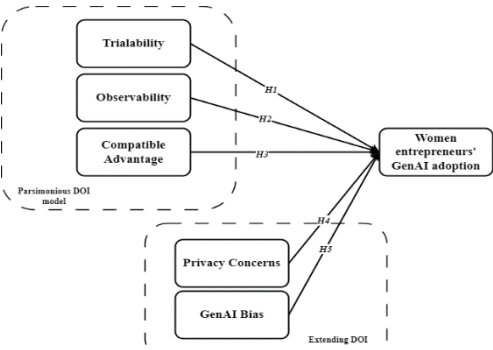 Trialability
H1
Observability
H2
Compatible
Advantage
H3
Women
entrepreneurs'
GenAI adoption
Parsimonious DOI
model
H4
Privacy Concerns
H5
GenAI Bias
Extending DOI